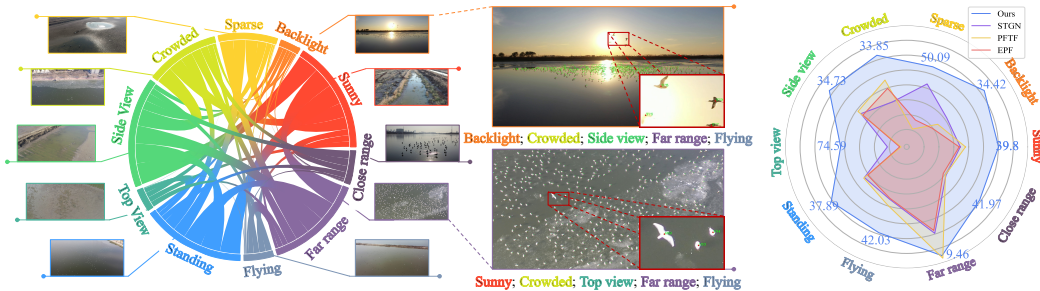 Sparse
Backlight
Sunny
Close range
Far range
Flying
Standing
Top View
Side View
Crowded
Backlight; Crowded; Side view; Far range; Flying
Sunny; Crowded; Top view; Far range; Flying
Ours
STGN
PFTF
EPF
Crowded
Sparse
Backlight
Sunny
Close range
Far range
Flying
Standing
Top view
Side view
33.85
50.09
34.42
39.8
41.97
9.46
42.03
37.89
74.59
34.73